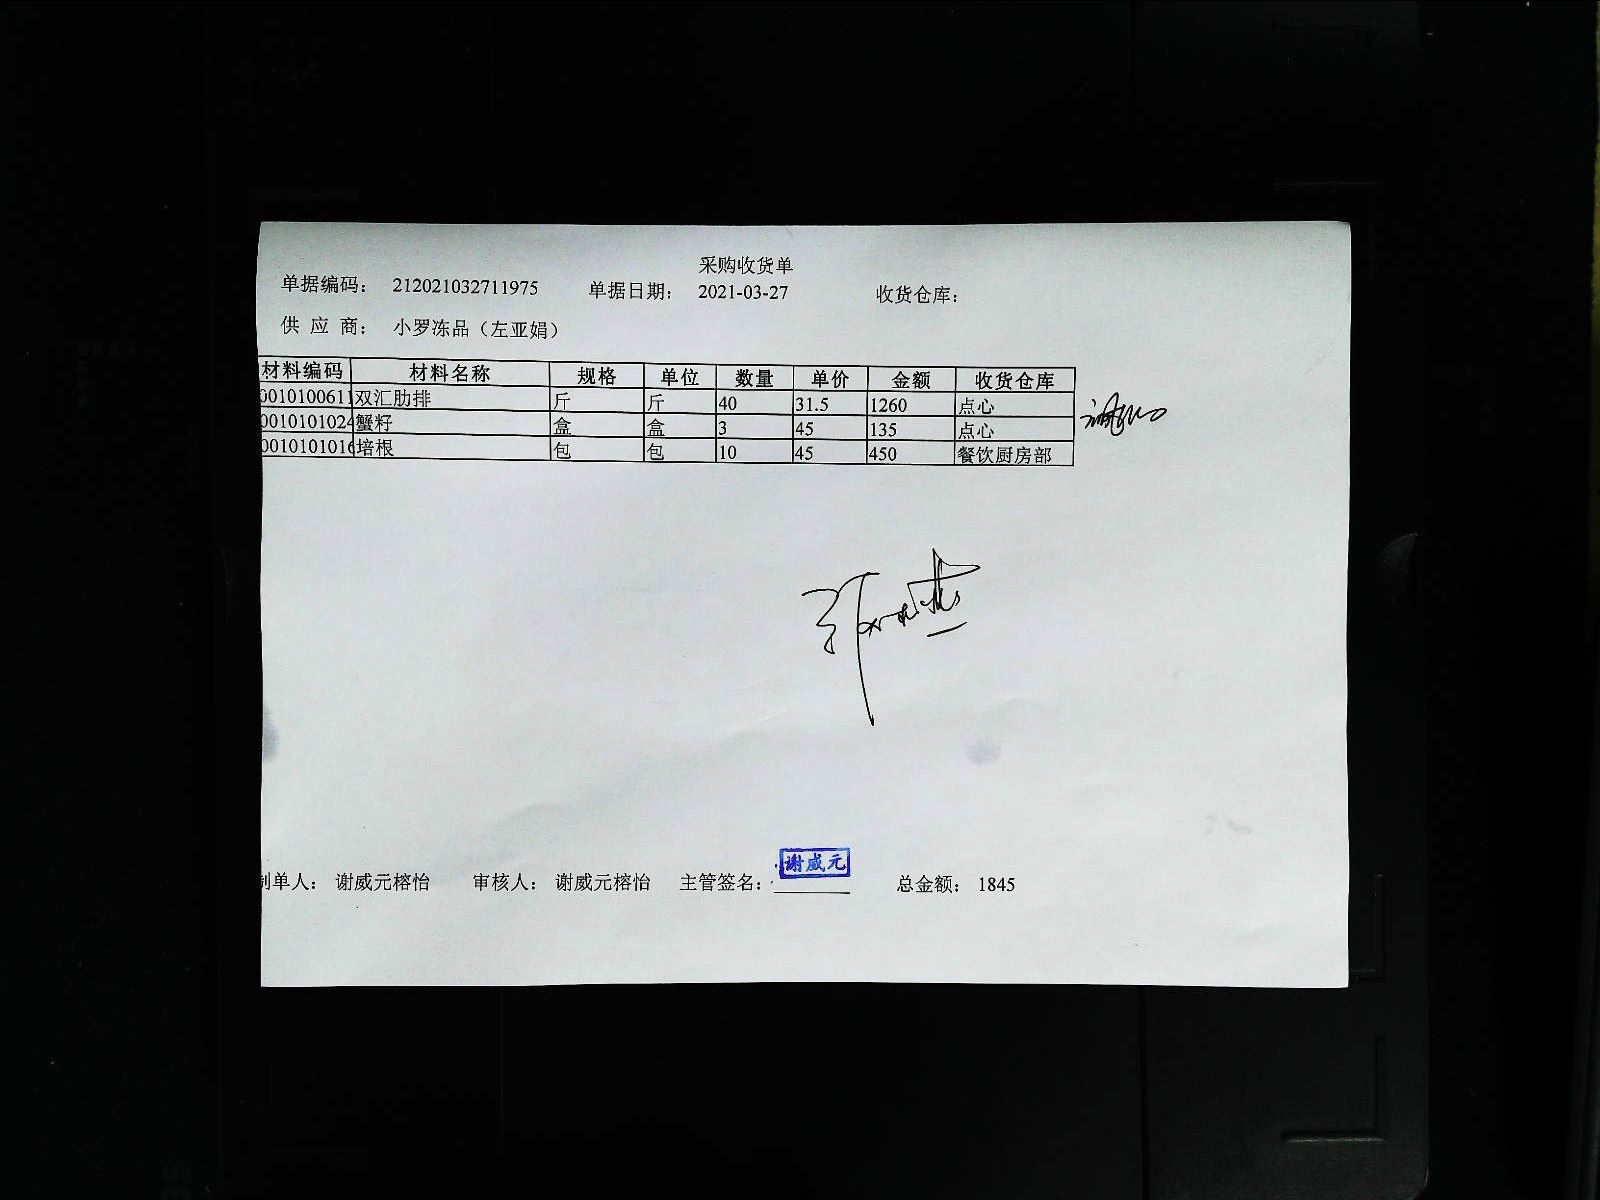 采购收货单
单据编码： 212021032711975 单据日期： 2021-03-27 收货仓库：
供 应 商： 小罗冻品（左亚娟）
材料编码 材料名称 规格 单位 数量 单价 金额 收货仓库
0010100611 双汇肋排 斤 斤 40 31.5 1260 点心
0010101024 蟹籽 盒 盒 3 45 135 点心
0010101016 培根 包 包 10 45 450 餐饮厨房部
谢威元
制单人： 谢威元榕怡 审核人： 谢威元榕怡 主管签名： 总金额： 1845